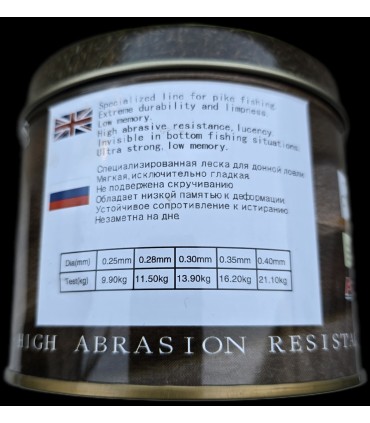 Specialized line for pike fishing.
Extreme durability and limpness.
Low memory.
High abrasive resistance, lucency.
Invisible in bottom fishing situations.
Ultra strong, low memory.
Специализированная леска для донной ловли
Мягкая, исключительно гладкая
Не подвержена скручиванию
Обладает низкой памятью к деформации
Устойчивое сопротивление к истиранию
Незаметна на дне
Dia(mm) 0.25mm 0.28mm 0.30mm 0.35mm 0.40mm
Test(kg) 9.90kg 11.50kg 13.90kg 16.20kg 21.10kg
HIGH ABRASION RESISTA